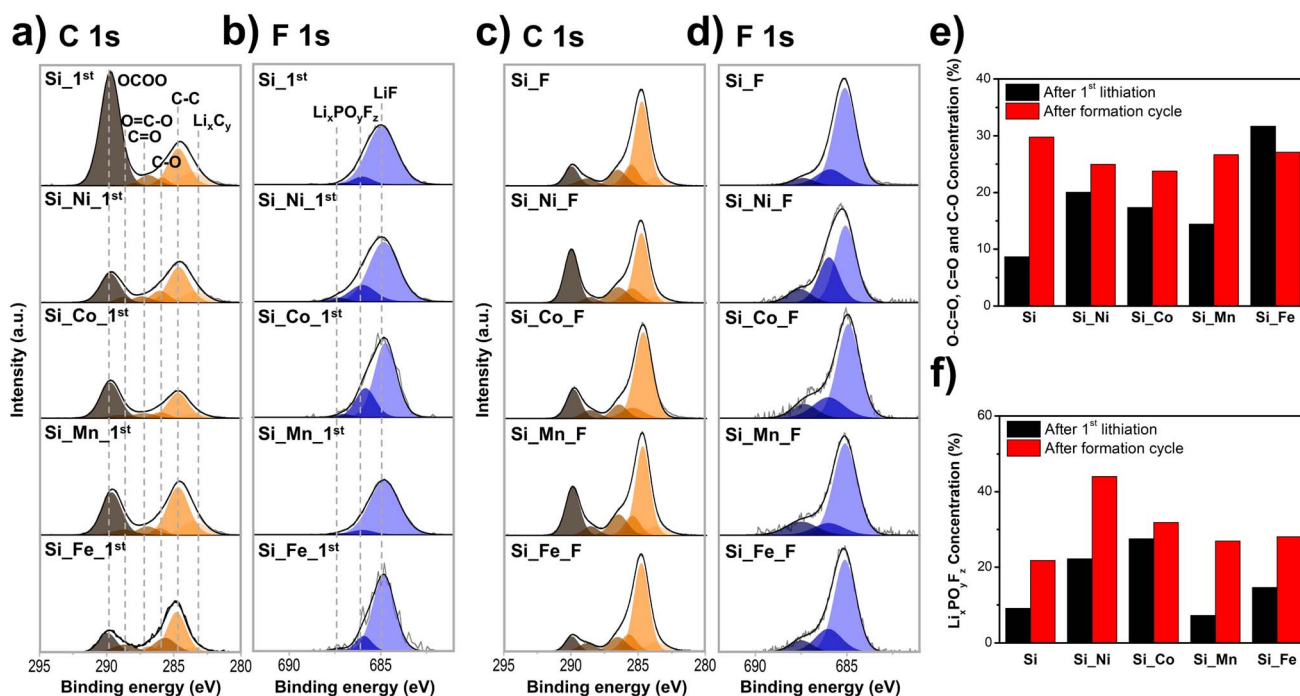 a) C 1s
Si_1st
OCOO
O=C-O
C=O
C-O
C-C
LixCy
Si_Ni_1st
Si_Co_1st
Si_Mn_1st
Si_Fe_1st
Intensity (a.u.)
295 290 285 280
Binding energy (eV)
b) F 1s
Si_1st
LiF
LixPOyFz
Si_Ni_1st
Si_Co_1st
Si_Mn_1st
Si_Fe_1st
690 685
Binding energy (eV)
c) C 1s
Si_F
Si_Ni_F
Si_Co_F
Si_Mn_F
Si_Fe_F
Intensity (a.u.)
295 290 285 280
Binding energy (eV)
d) F 1s
Si_F
Si_Ni_F
Si_Co_F
Si_Mn_F
Si_Fe_F
690 685
Binding energy (eV)
e)
O-C=O, C=O and C-O Concentration (%)
40
30
20
10
0
After 1st lithiation
After formation cycle
Si Si_Ni Si_Co Si_Mn Si_Fe
f)
LixPOyFz Concentration (%)
60
40
20
0
After 1st lithiation
After formation cycle
Si Si_Ni Si_Co Si_Mn Si_Fe